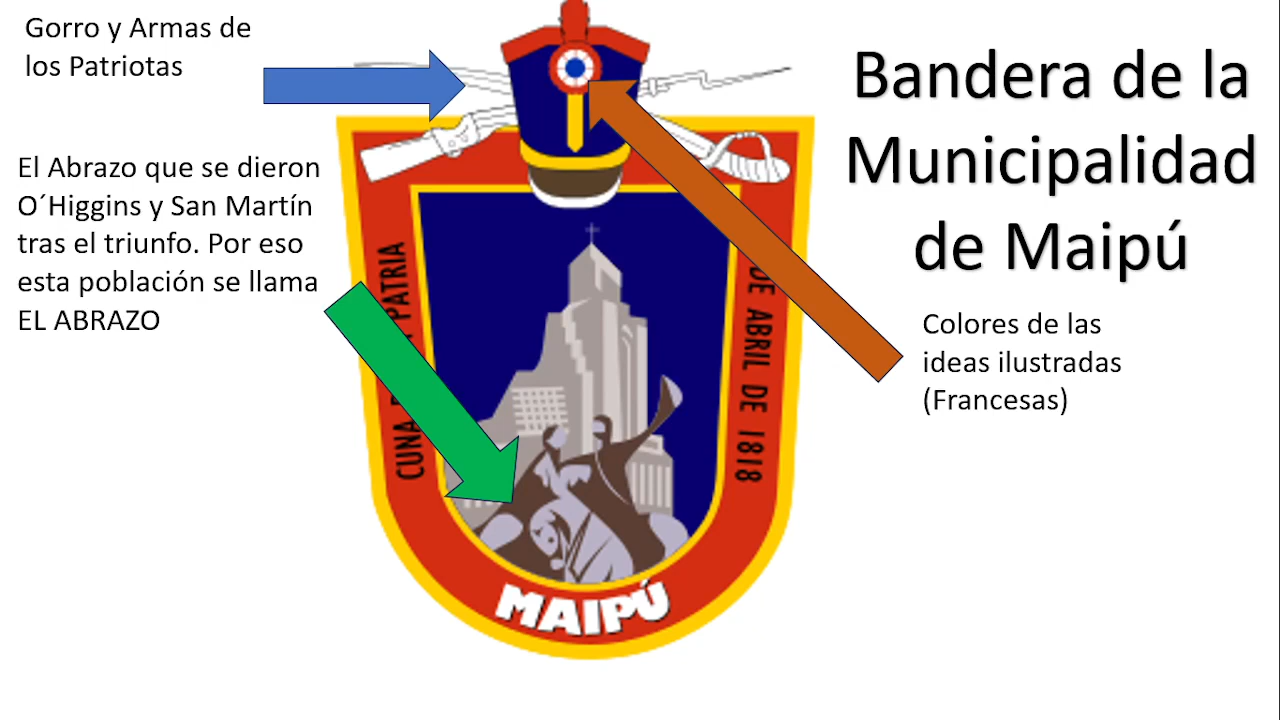 Gorro y Armas de
los Patriotas
El Abrazo que se dieron
O´Higgins y San Martín
tras el triunfo. Por eso
esta población se llama
EL ABRAZO
Bandera de la
Municipalidad
de Maipú
Colores de las
ideas ilustradas
(Francesas)
CUNA PATRIA
DE ABRIL DE 1818
MAIPÚ